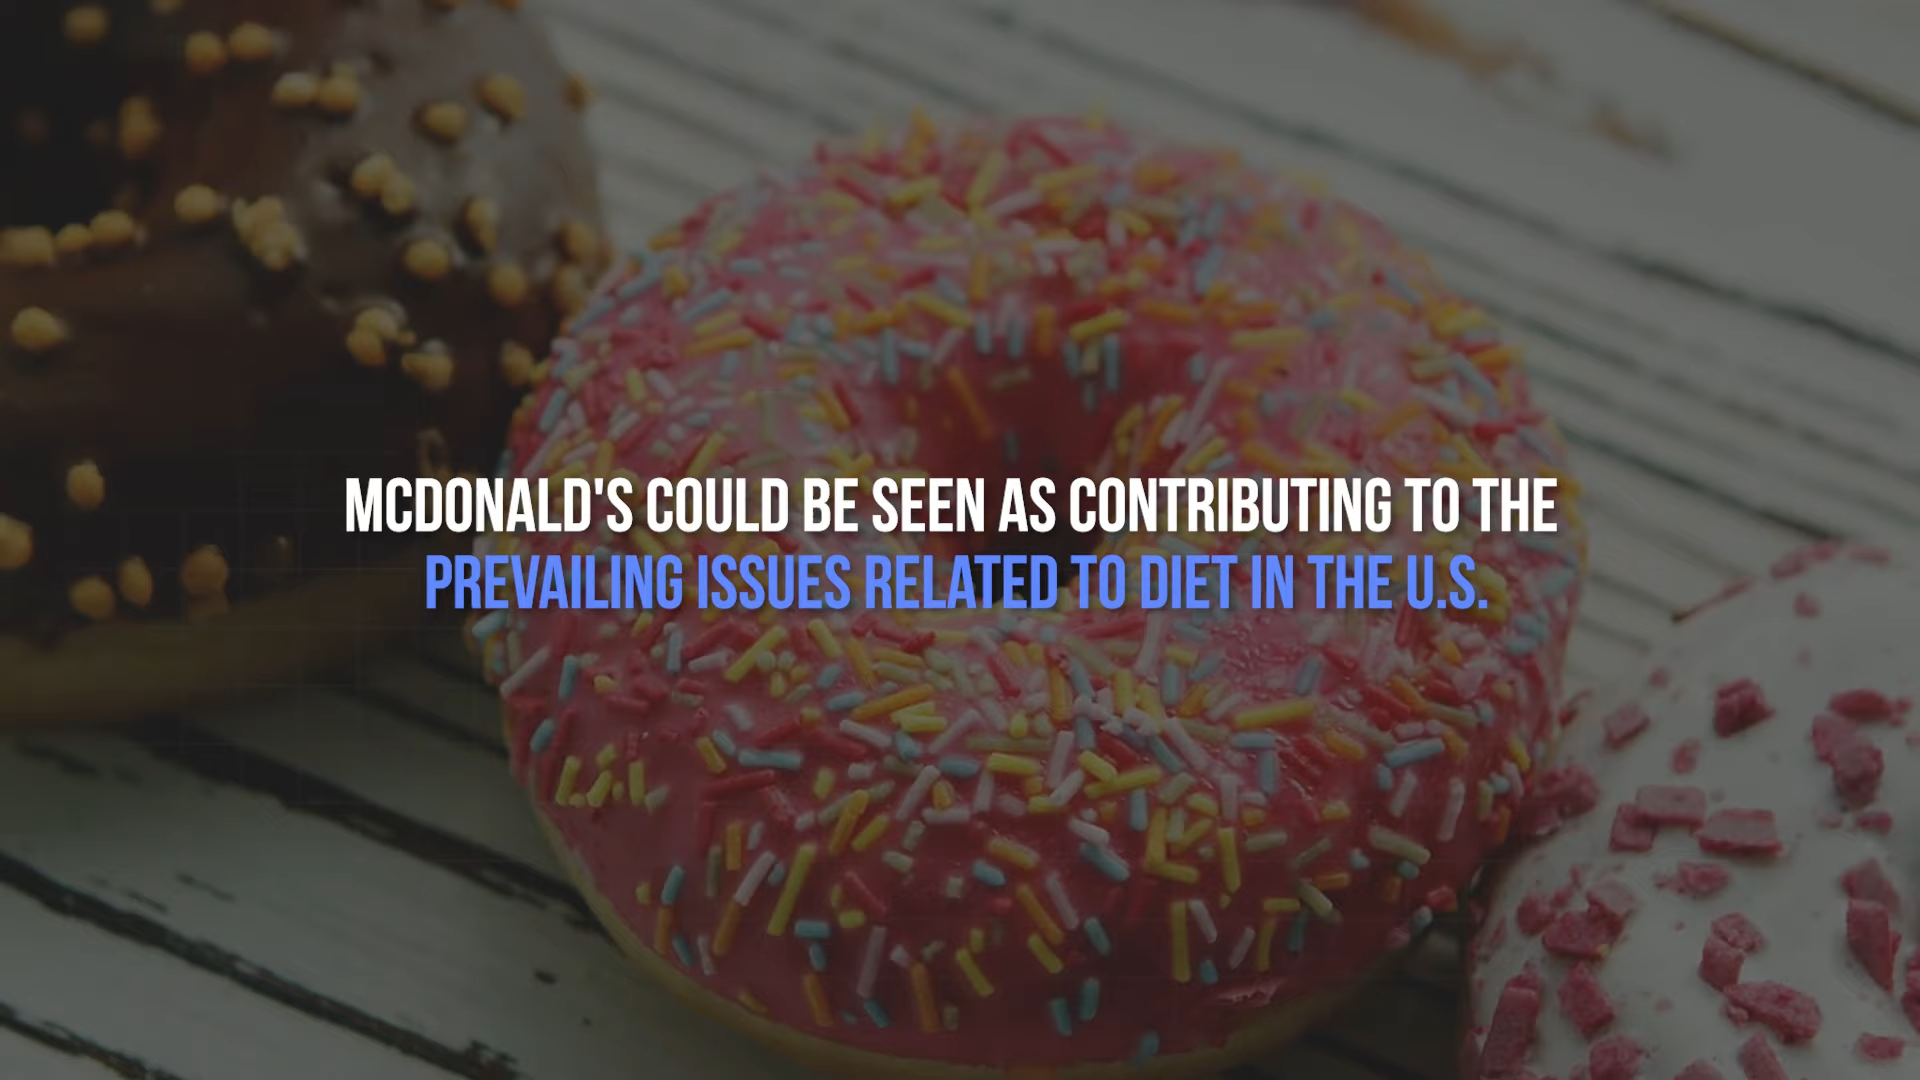 MCDONALD'S COULD BE SEEN AS CONTRIBUTING TO THE
PREVAILING ISSUES RELATED TO DIET IN THE U.S.